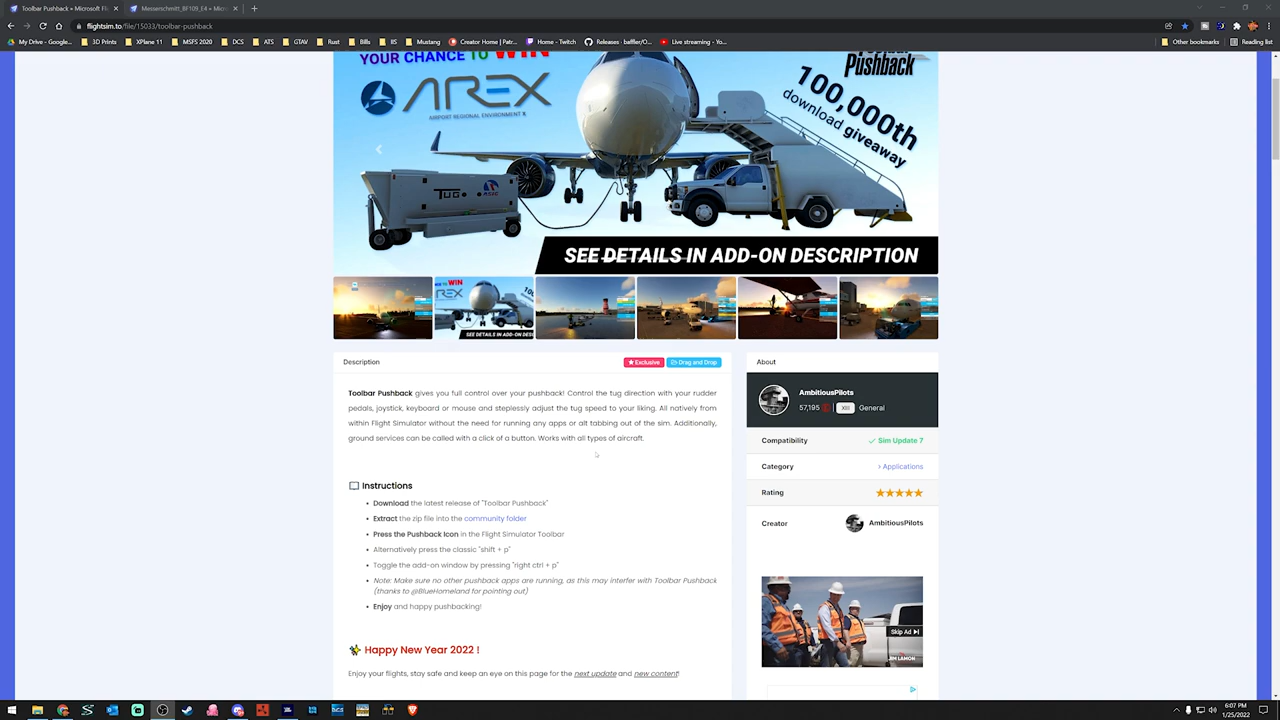 Toolbar Pushback » Microsoft Fli
Messerschmitt_BF109_E4 » Micr
flightsim.to/file/15033/toolbar-pushback
My Drive - Google...
3D Prints
XPlane 11
MSFS 2020
DCS
ATS
GTAV
Rust
Bills
IIS
Mustang
Creator Home | Patr...
Home - Twitch
Releases · baffler/O...
Live streaming - Yo...
Other bookmarks
Reading list
YOUR CHANCE TO WIN
AREX
AIRPORT REGIONAL ENVIRONMENT X
Pushback
100,000th
download giveaway
TUG
SEE DETAILS IN ADD-ON DESCRIPTION
Description
Exclusive
Drag and Drop
Toolbar Pushback gives you full control over your pushback! Control the tug direction with your rudder
pedals, joystick, keyboard or mouse and steplessly adjust the tug speed to your liking. All natively from
within Flight Simulator without the need for running any apps or alt tabbing out of the sim. Additionally,
ground services can be called with a click of a button. Works with all types of aircraft.
Instructions
Download the latest release of "Toolbar Pushback"
Extract the zip file into the community folder
Press the Pushback Icon in the Flight Simulator Toolbar
Alternatively press the classic "shift + p"
Toggle the add-on window by pressing "right ctrl + p"
Note: Make sure no other pushback apps are running, as this may interfer with Toolbar Pushback
(thanks to @BlueHomeland for pointing out)
Enjoy and happy pushbacking!
Happy New Year 2022 !
Enjoy your flights, stay safe and keep an eye on this page for the next update and new content!
About
AmbitiousPilots
57,195
XIII
General
Compatibility
Sim Update 7
Category
Applications
Rating
Creator
AmbitiousPilots
Skip Ad
JIM LAMON
6:07 PM
1/25/2022